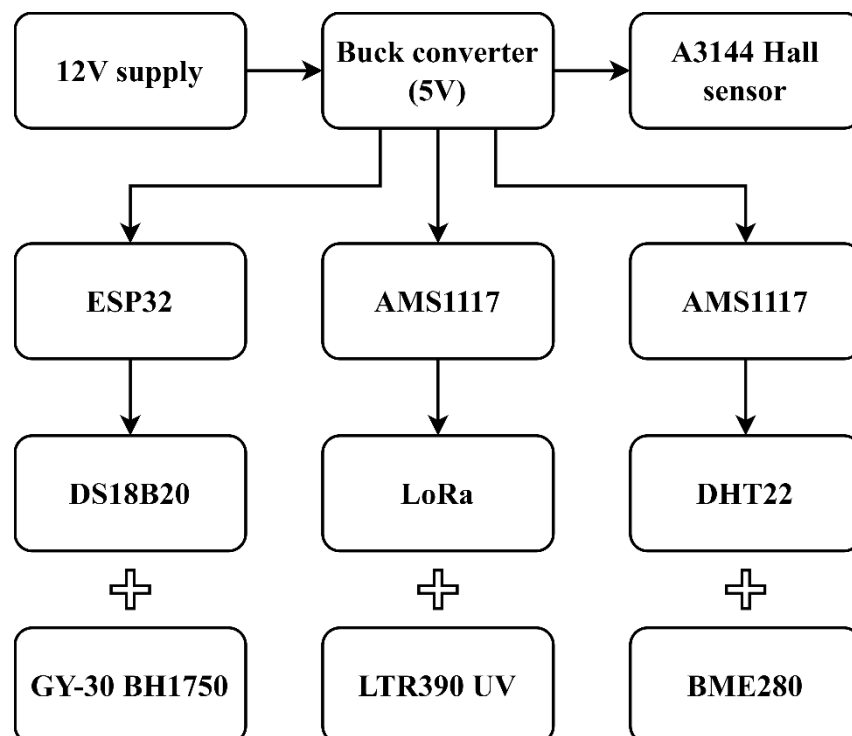 12V supply
Buck converter
(5V)
A3144 Hall
sensor
ESP32
AMS1117
AMS1117
DS18B20
LoRa
DHT22
GY-30 BH1750
LTR390 UV
BME280